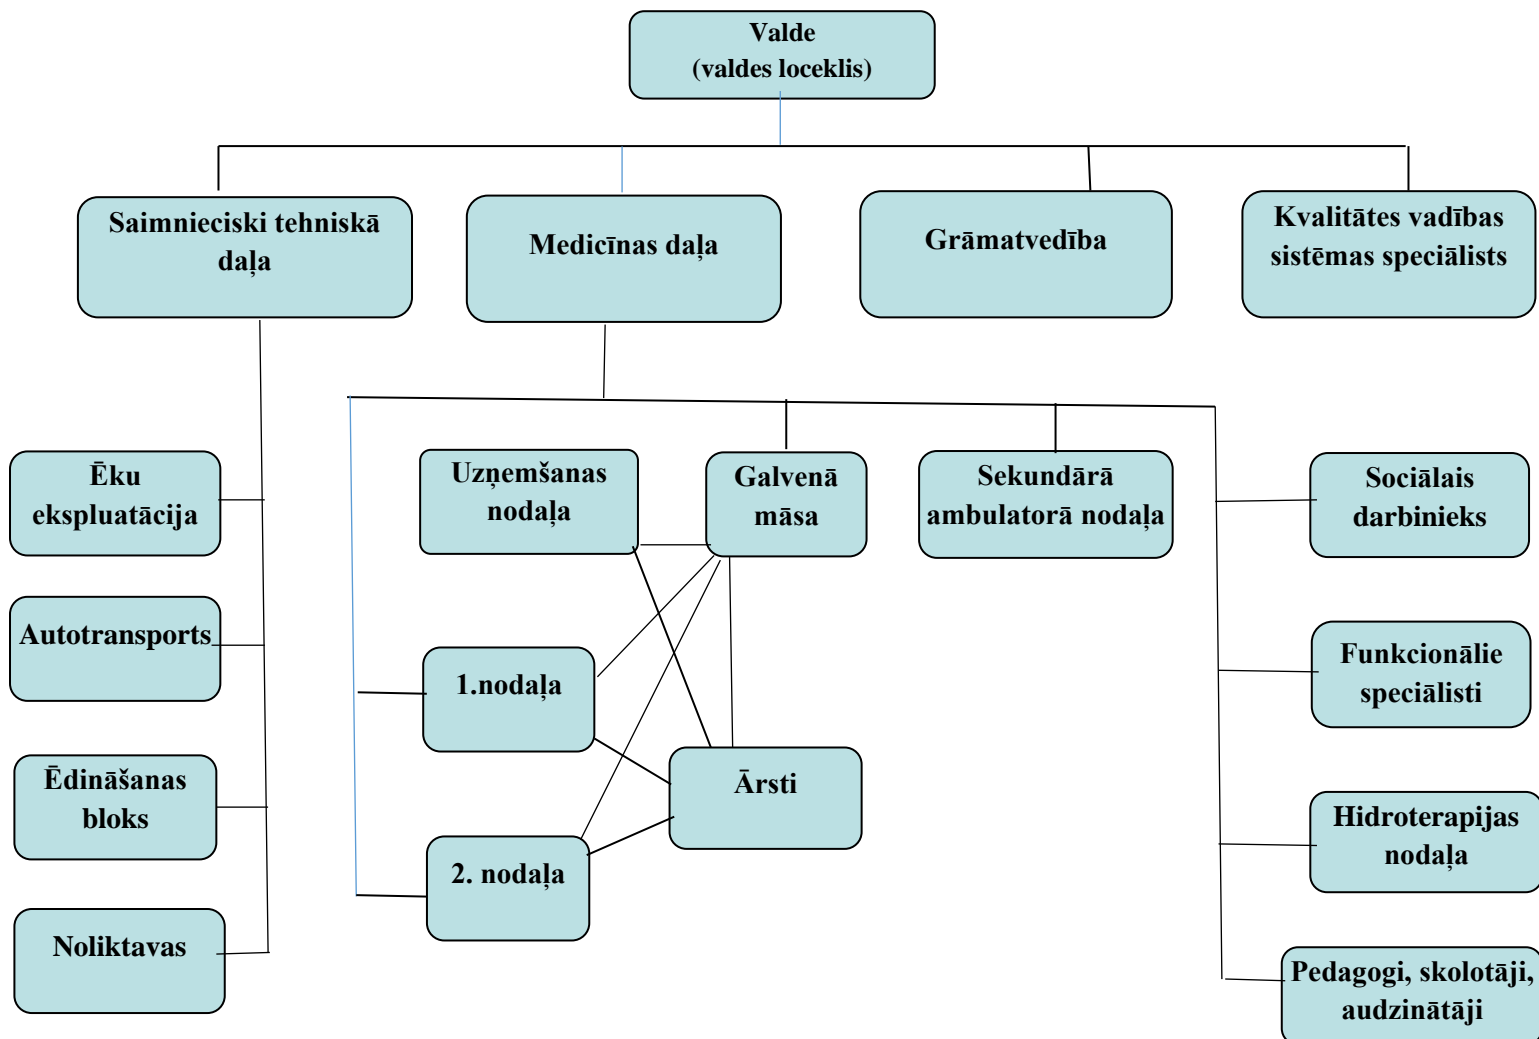 Valde
(valdes loceklis)
Saimnieciski tehniskā
daļa
Medicīnas daļa
Grāmatvedība
Kvalitātes vadības
sistēmas speciālists
Ēku
ekspluatācija
Uzņemšanas
nodaļa
Galvenā
māsa
Sekundārā
ambulatorā nodaļa
Sociālais
darbinieks
Autotransports
1.nodaļa
Funkcionālie
speciālisti
Ēdināšanas
bloks
Ārsti
2. nodaļa
Hidroterapijas
nodaļa
Noliktavas
Pedagogi, skolotāji,
audzinātāji